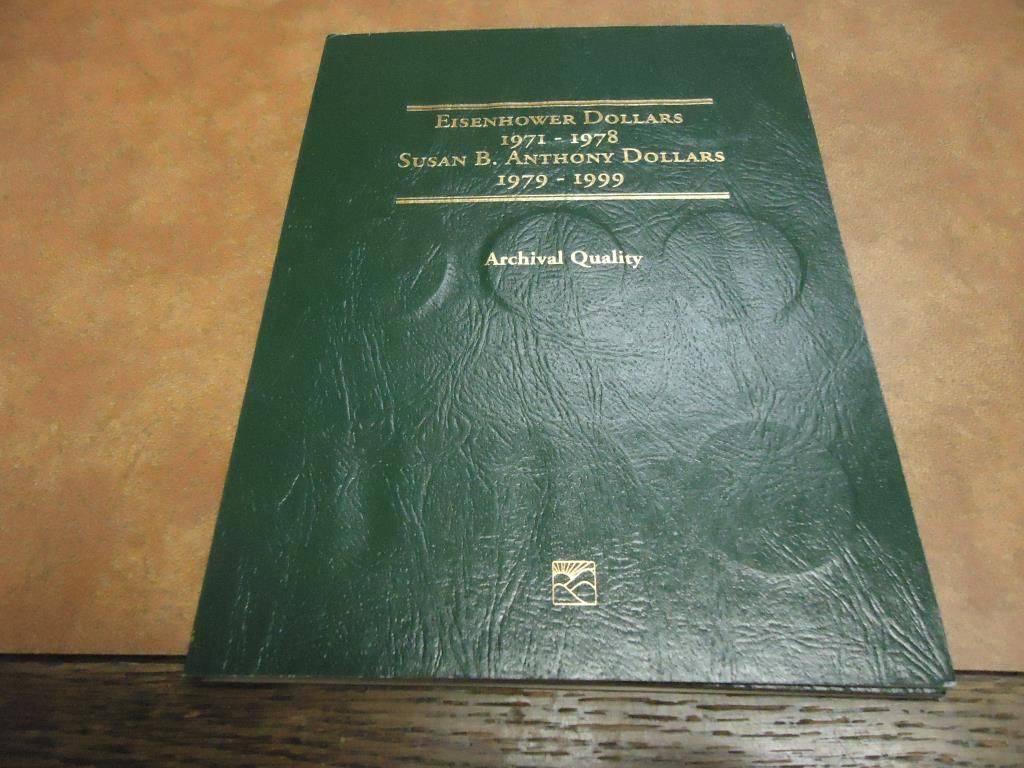 Eisenhower Dollars
1971 - 1978
Susan B. Anthony Dollars
1979 - 1999
Archival Quality